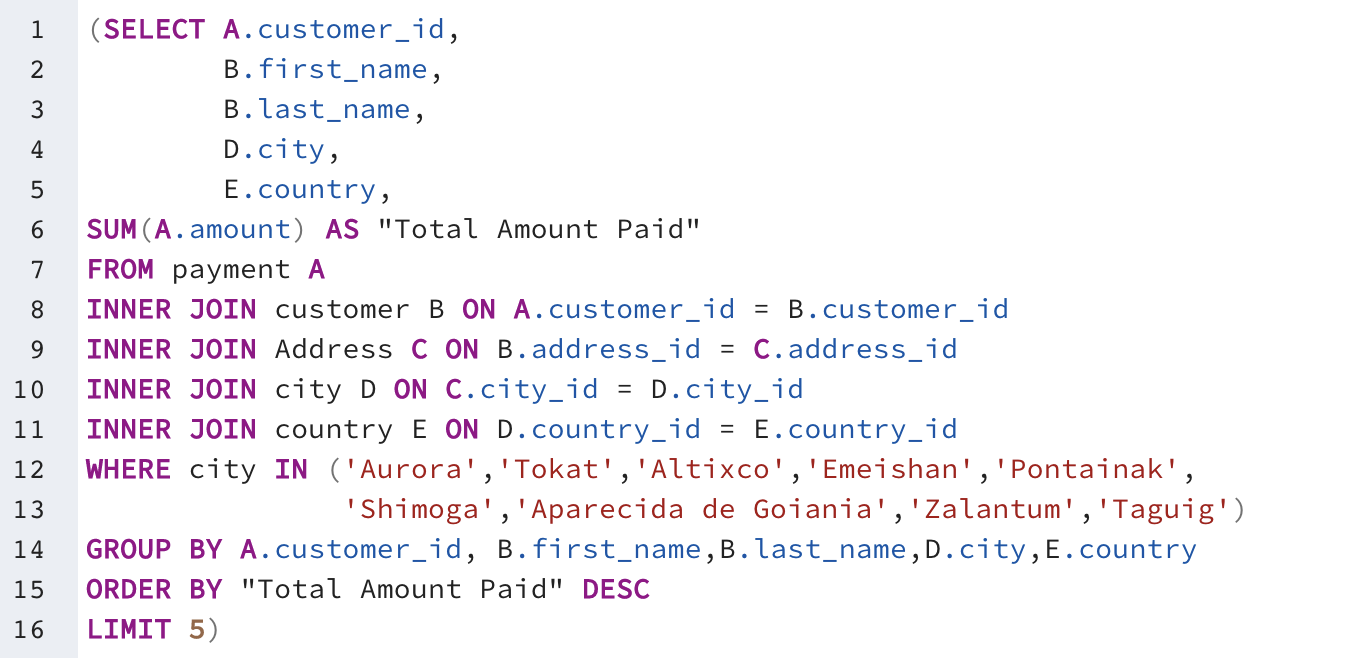 1 (SELECT A.customer_id,
2 B.first_name,
3 B.last_name,
4 D.city,
5 E.country,
6 SUM(A.amount) AS "Total Amount Paid"
7 FROM payment A
8 INNER JOIN customer B ON A.customer_id = B.customer_id
9 INNER JOIN Address C ON B.address_id = C.address_id
10 INNER JOIN city D ON C.city_id = D.city_id
11 INNER JOIN country E ON D.country_id = E.country_id
12 WHERE city IN ('Aurora','Tokat','Altixco','Emeishan','Pontainak',
13 'Shimoga','Aparecida de Goiania','Zalantum','Taguig')
14 GROUP BY A.customer_id, B.first_name,B.last_name,D.city,E.country
15 ORDER BY "Total Amount Paid" DESC
16 LIMIT 5)